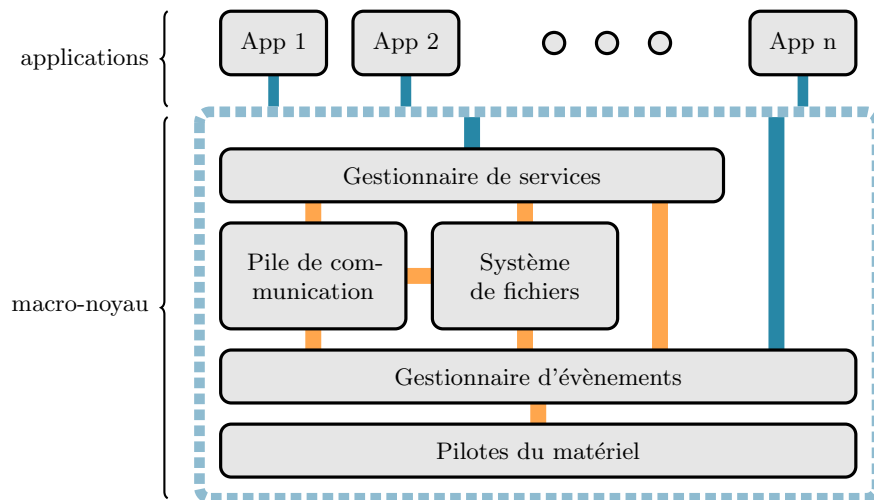 applications
App 1
App 2
App n
macro-noyau
Gestionnaire de services
Pile de com-
munication
Système
de fichiers
Gestionnaire d'évènements
Pilotes du matériel